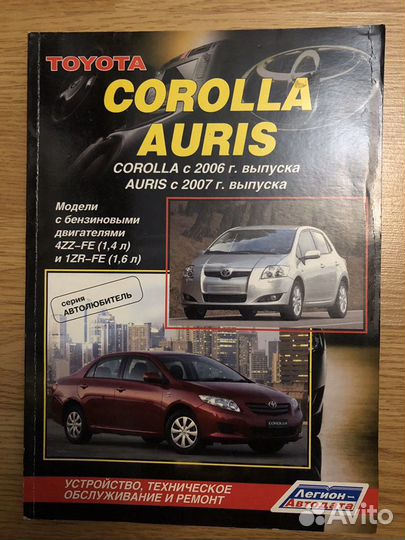 TOYOTA
COROLLA
AURIS
COROLLA с 2006 г. выпуска
AURIS с 2007 г. выпуска
Модели
с бензиновыми
двигателями
4ZZ–FE (1,4 л)
и 1ZR–FE (1,6 л)
серия
АВТОЛЮБИТЕЛЬ
COROLLA
УСТРОЙСТВО, ТЕХНИЧЕСКОЕ
ОБСЛУЖИВАНИЕ И РЕМОНТ
Легион–
Автодата
Avito